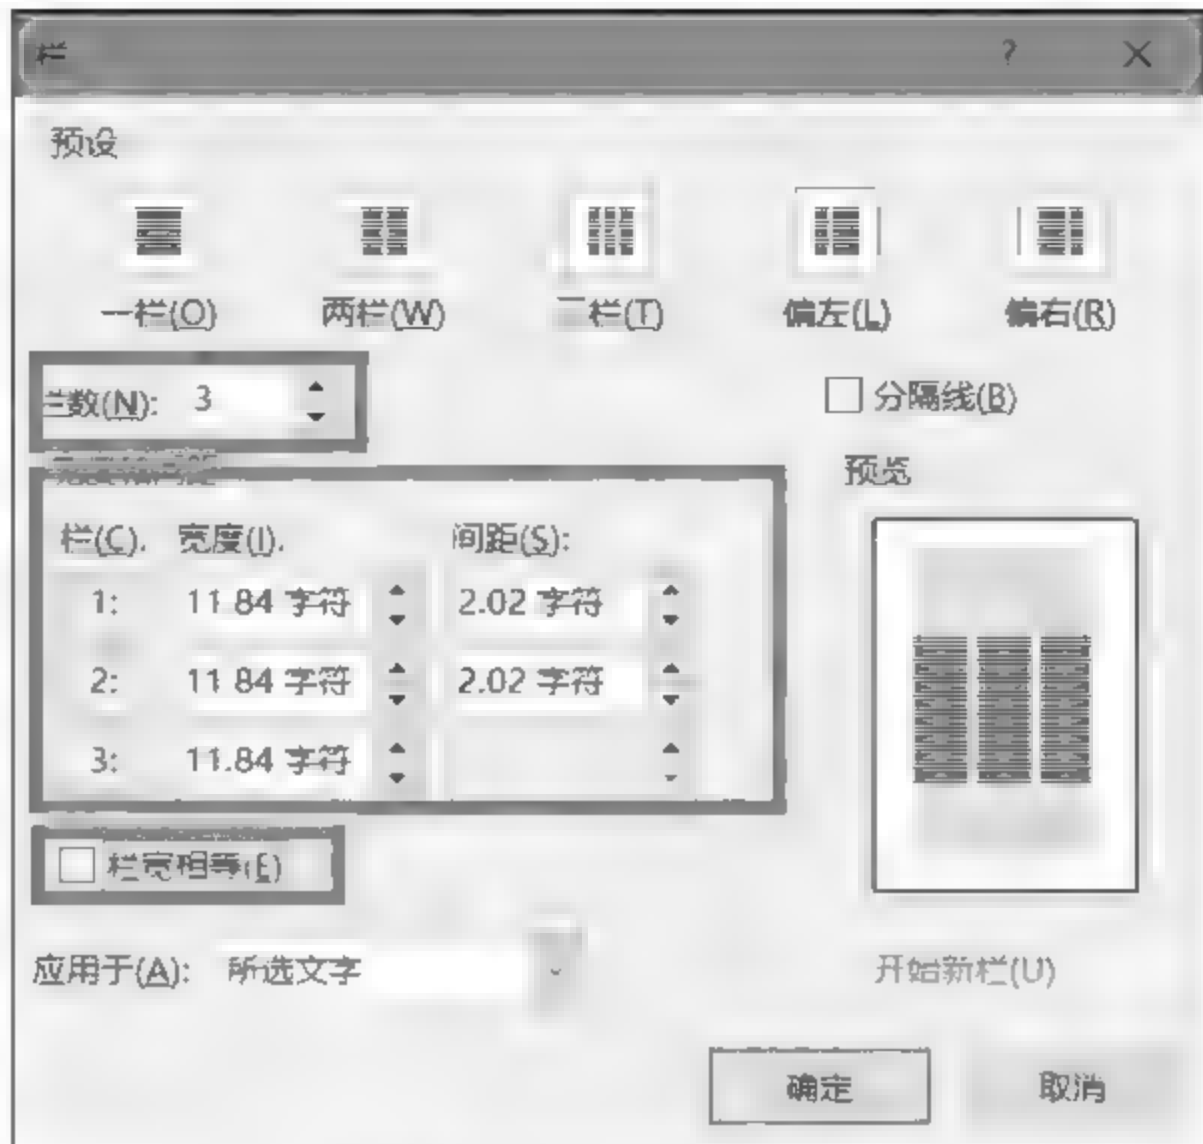 栏 ?
预设
一栏(O) 两栏(W) 三栏(T) 偏左(L) 偏右(R)
栏数(N): 3 分隔线(B)
预览
栏(C). 宽度(I). 间距(S):
1: 11.84 字符 2.02 字符
2: 11 84 字符 2.02 字符
3: 11.84 字符
栏宽相等(E)
应用于(A): 所选文字 开始新栏(U)
确定 取消